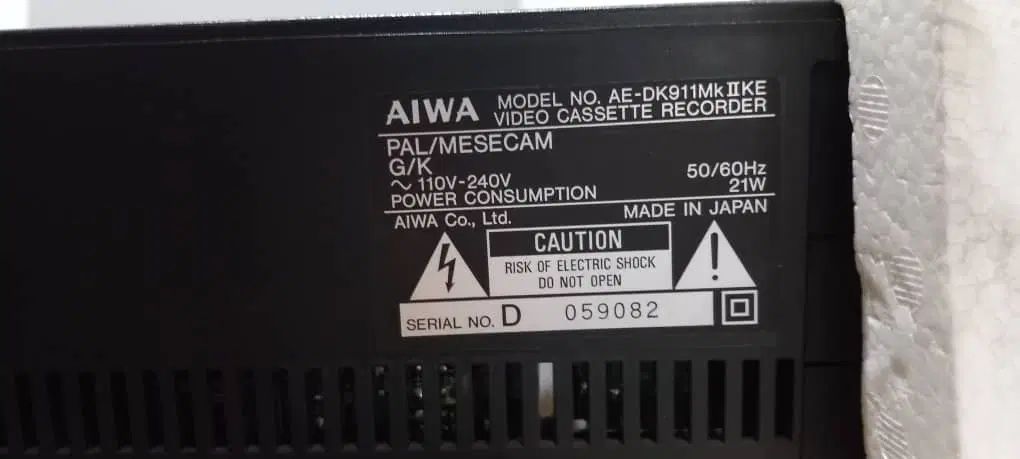 AIWA MODEL NO. AE-DK911MkⅡKE
VIDEO CASSETTE RECORDER
PAL/MESECAM
G/K
~ 110V-240V 50/60Hz
POWER CONSUMPTION 21W
AIWA Co., Ltd. MADE IN JAPAN
CAUTION
RISK OF ELECTRIC SHOCK
DO NOT OPEN
SERIAL NO. D 059082